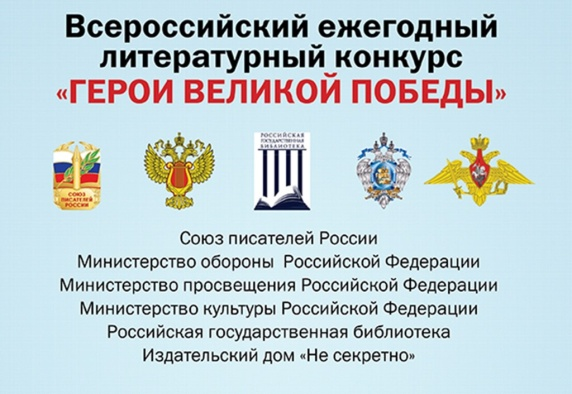 Всероссийский ежегодный
литературный конкурс
«ГЕРОИ ВЕЛИКОЙ ПОБЕДЫ»
СОЮЗ
ПИСАТЕЛЕЙ
РОССИИ
РОССИЙСКАЯ
ГОСУДАРСТВЕННАЯ
БИБЛИОТЕКА
Союз писателей России
Министерство обороны Российской Федерации
Министерство просвещения Российской Федерации
Министерство культуры Российской Федерации
Российская государственная библиотека
Издательский дом «Не секретно»